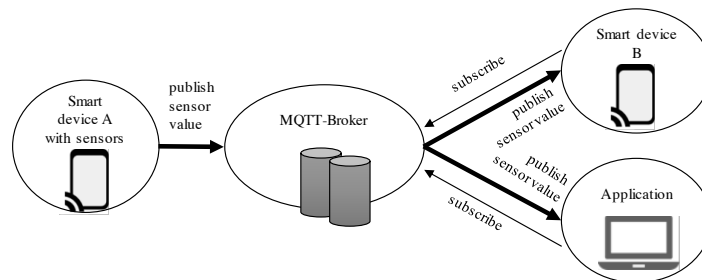 Smart
device A
with sensors
publish
sensor
value
MQTT-Broker
subscribe
publish
sensor value
publish
sensor value
subscribe
Smart device
B
Application